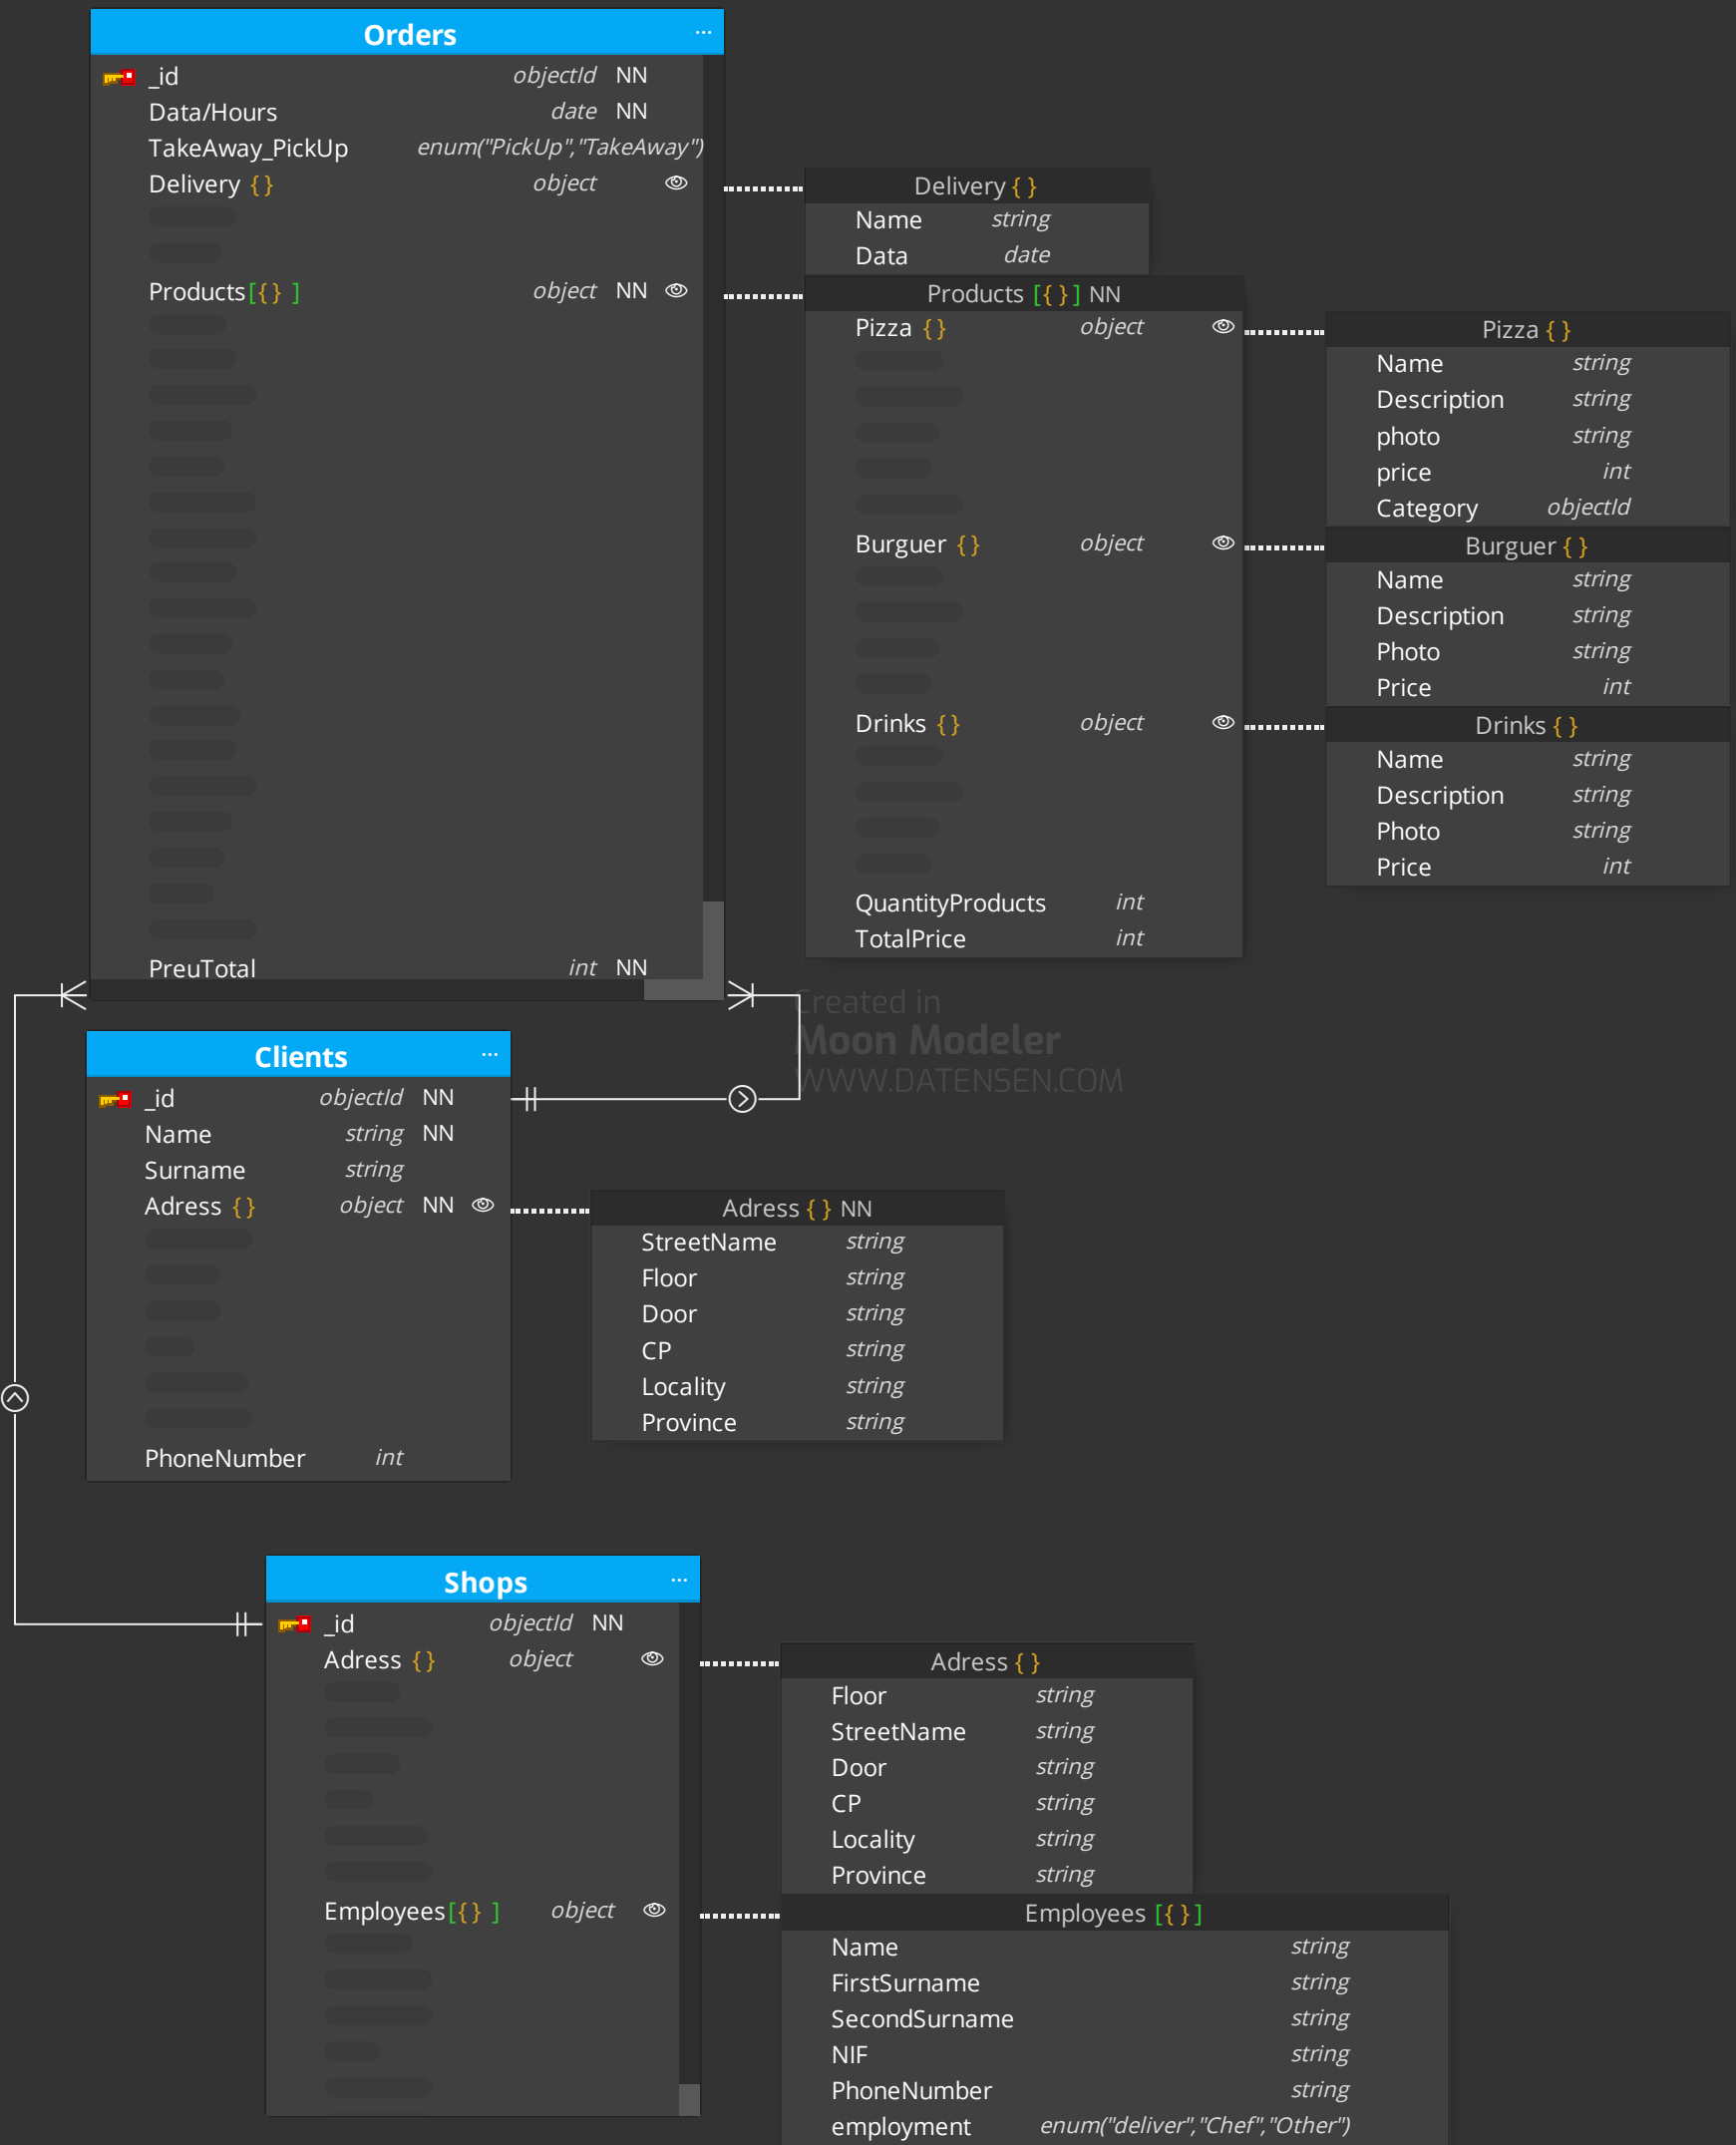 Orders ...
_id objectId NN
Data/Hours date NN
TakeAway_PickUp enum("PickUp","TakeAway")
Delivery {} object
Products[{} ] object NN
PreuTotal int NN
Delivery { }
Name string
Data date
Products [{ }] NN
Pizza {} object
Burguer {} object
Drinks {} object
QuantityProducts int
TotalPrice int
Pizza { }
Name string
Description string
photo string
price int
Category objectId
Burguer { }
Name string
Description string
Photo string
Price int
Drinks { }
Name string
Description string
Photo string
Price int
Created in
Moon Modeler
WWW.DATENSEN.COM
Clients ...
_id objectId NN
Name string NN
Surname string
Adress {} object NN
PhoneNumber int
Adress { } NN
StreetName string
Floor string
Door string
CP string
Locality string
Province string
Shops ...
_id objectId NN
Adress {} object
Employees[{} ] object
Adress { }
Floor string
StreetName string
Door string
CP string
Locality string
Province string
Employees [{ }]
Name string
FirstSurname string
SecondSurname string
NIF string
PhoneNumber string
employment enum("deliver","Chef","Other")